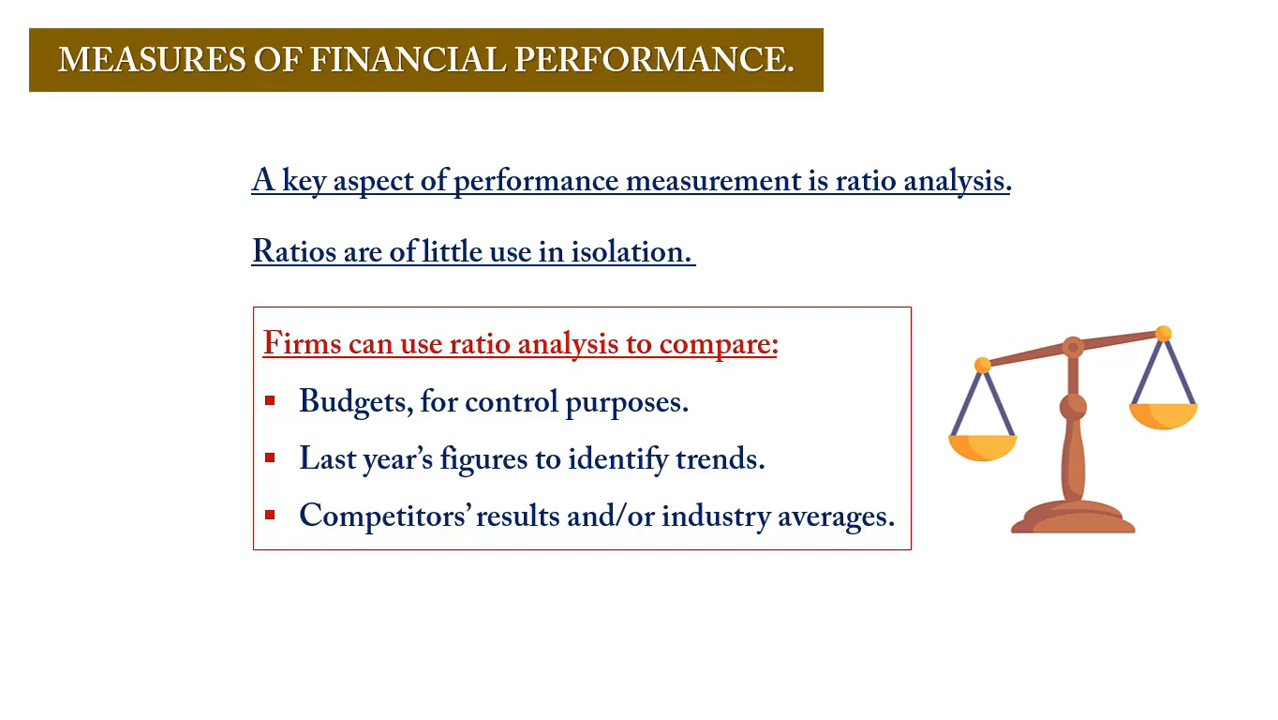 MEASURES OF FINANCIAL PERFORMANCE.
A key aspect of performance measurement is ratio analysis.
Ratios are of little use in isolation.
Firms can use ratio analysis to compare:
▪ Budgets, for control purposes.
▪ Last year’s figures to identify trends.
▪ Competitors’ results and/or industry averages.